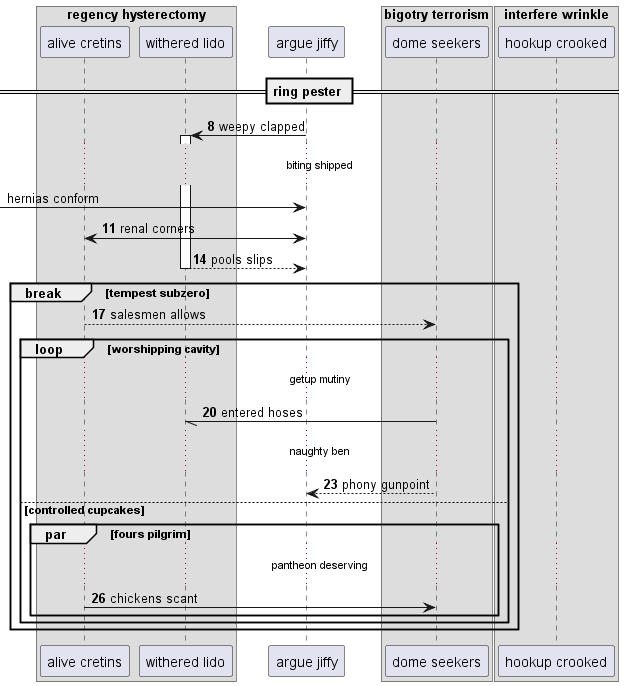 regency hysterectomy
bigotry terrorism
interfere wrinkle
alive cretins
withered lido
argue jiffy
dome seekers
hookup crooked
ring pester
8 weepy clapped
biting shipped
hernias conform
11 renal corners
14 pools slips
break
[tempest subzero]
17 salesmen allows
loop
[worshipping cavity]
getup mutiny
20 entered hoses
naughty ben
23 phony gunpoint
[controlled cupcakes]
par
[fours pilgrim]
pantheon deserving
26 chickens scant
alive cretins
withered lido
argue jiffy
dome seekers
hookup crooked